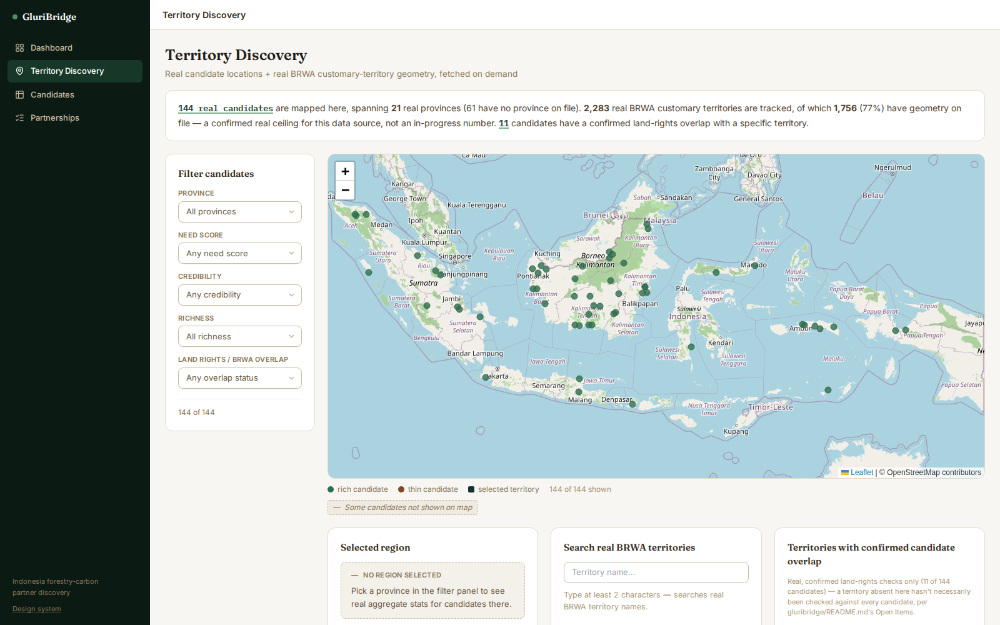 GluriBridge
Dashboard
Territory Discovery
Candidates
Partnerships
Indonesia forestry-carbon
partner discovery
Design system
Territory Discovery
Territory Discovery
Real candidate locations + real BRWA customary-territory geometry, fetched on demand
144 real candidates are mapped here, spanning 21 real provinces (61 have no province on file). 2,283 real BRWA customary territories are tracked, of which 1,756 (77%) have geometry on
file — a confirmed real ceiling for this data source, not an in-progress number. 11 candidates have a confirmed land-rights overlap with a specific territory.
Filter candidates
PROVINCE
All provinces
NEED SCORE
Any need score
CREDIBILITY
Any credibility
RICHNESS
All richness
LAND RIGHTS / BRWA OVERLAP
Any overlap status
144 of 144
+
−
Ca Mau
de Oro
Zamboanga
City
Davao City
Ngerulmud
Kangar
George Town
Kuala Terengganu
Sabah
Sandakan
General Santos
Belau
Brunei بروني
Malaysia
Ipoh
Aceh
Medan
Kuantan
Kuala Lumpur
Sarawak
Kalimantan
Utara
Sulawesi
Utara
Sumatera
Utara
Kepulauan
Riau
Singapore
Kuching
Borneo
Kalimantan
Riau
Tanjungpinang
Pontianak
Manado
Maluku
Utara
Sumatra
Kalimantan
Timur
Palu
Sulawesi
Tengah
Papua Barat
Daya
Sumatera
Barat
Jambi
Kalimantan
Barat
Balikpapan
Papua Barat
Papua
Kalimantan
Tengah
Sulawesi
Indonesia
Sumatera
Selatan
Kalimantan
Selatan
Ambon
Jayapu
Papua Tengah
Bengkulu
Kendari
Bandar Lampung
Sulawesi
Selatan
Sulawesi
Tenggara
Maluku
Ne
Jawa Tengah
Jakarta
Semarang
Jawa Timur
Papua Selatan
Malang
Denpasar
Nusa Tenggara
Timur
Timor-Leste
Kupang
Leaflet | © OpenStreetMap contributors
rich candidate
thin candidate
selected territory
144 of 144 shown
— Some candidates not shown on map
Selected region
— NO REGION SELECTED
Pick a province in the filter panel to see
real aggregate stats for candidates there.
Search real BRWA territories
Territory name...
Type at least 2 characters — searches real
BRWA territory names.
Territories with confirmed candidate
overlap
Real, confirmed land-rights checks only (11 of 144
candidates) — a territory absent here hasn't necessarily
been checked against every candidate, per
gluribridge/README.md's Open Items.